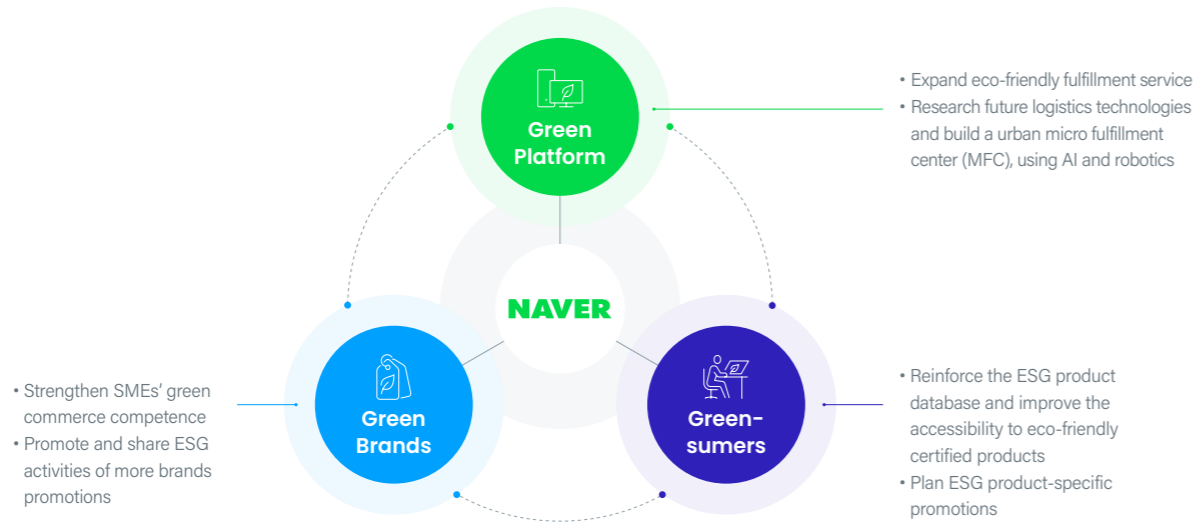 Green
Platform
• Expand eco-friendly fulfillment service
• Research future logistics technologies
and build a urban micro fulfillment
center (MFC), using AI and robotics
NAVER
• Strengthen SMEs’ green
commerce competence
• Promote and share ESG
activities of more brands
promotions
Green
Brands
Green-
sumers
• Reinforce the ESG product
database and improve the
accessibility to eco-friendly
certified products
• Plan ESG product-specific
promotions